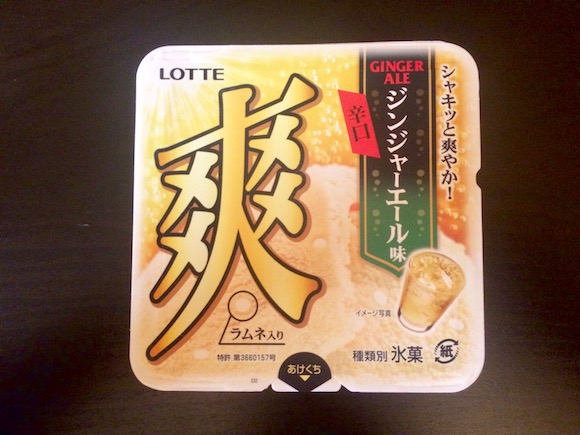 LOTTE
爽
GINGER
ALE
辛口
ジンジャーエール味
シャキッと爽やか!
イメージ写真
ラムネ入り
特許 第3660157号
あけくち
種類別 氷菓
紙